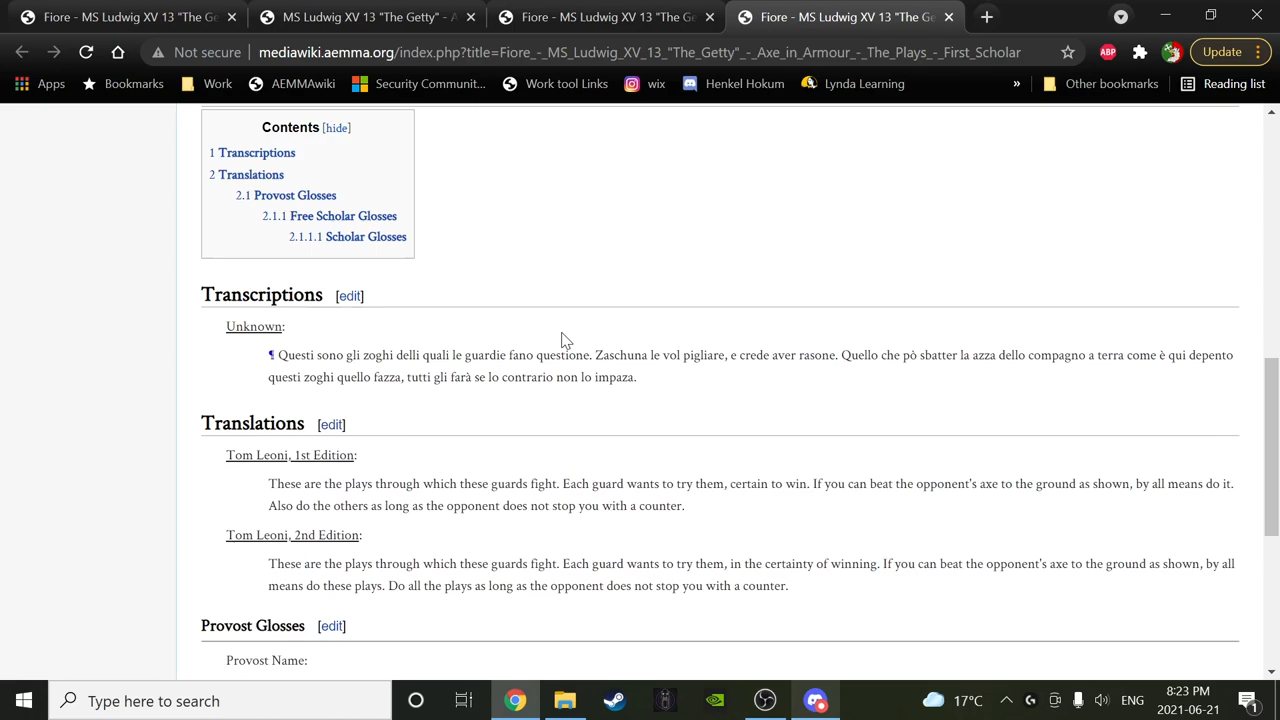 Fiore - MS Ludwig XV 13 "The Ge
MS Ludwig XV 13 "The Getty" - A
Fiore - MS Ludwig XV 13 "The Ge
Fiore - MS Ludwig XV 13 "The Ge
Not secure
mediawiki.aemma.org/index.php?title=Fiore_-_MS_Ludwig_XV_13_"The_Getty"_-_Axe_in_Armour_-_The_Plays_-_First_Scholar
ABP
Update
Apps
Bookmarks
Work
AEMMAwiki
Security Communit...
Work tool Links
wix
Henkel Hokum
Lynda Learning
»
Other bookmarks
Reading list
Contents [hide]
1 Transcriptions
2 Translations
2.1 Provost Glosses
2.1.1 Free Scholar Glosses
2.1.1.1 Scholar Glosses
Transcriptions [edit]
Unknown:
¶ Questi sono gli zoghi delli quali le guardie fano questione. Zaschuna le vol pigliare, e crede aver rasone. Quello che pò sbatter la azza dello compagno a terra come è qui depento
questi zoghi quello fazza, tutti gli farà se lo contrario non lo impaza.
Translations [edit]
Tom Leoni, 1st Edition:
These are the plays through which these guards fight. Each guard wants to try them, certain to win. If you can beat the opponent's axe to the ground as shown, by all means do it.
Also do the others as long as the opponent does not stop you with a counter.
Tom Leoni, 2nd Edition:
These are the plays through which these guards fight. Each guard wants to try them, in the certainty of winning. If you can beat the opponent's axe to the ground as shown, by all
means do these plays. Do all the plays as long as the opponent does not stop you with a counter.
Provost Glosses [edit]
Provost Name:
Type here to search
17°C
ENG
8:23 PM
2021-06-21
1